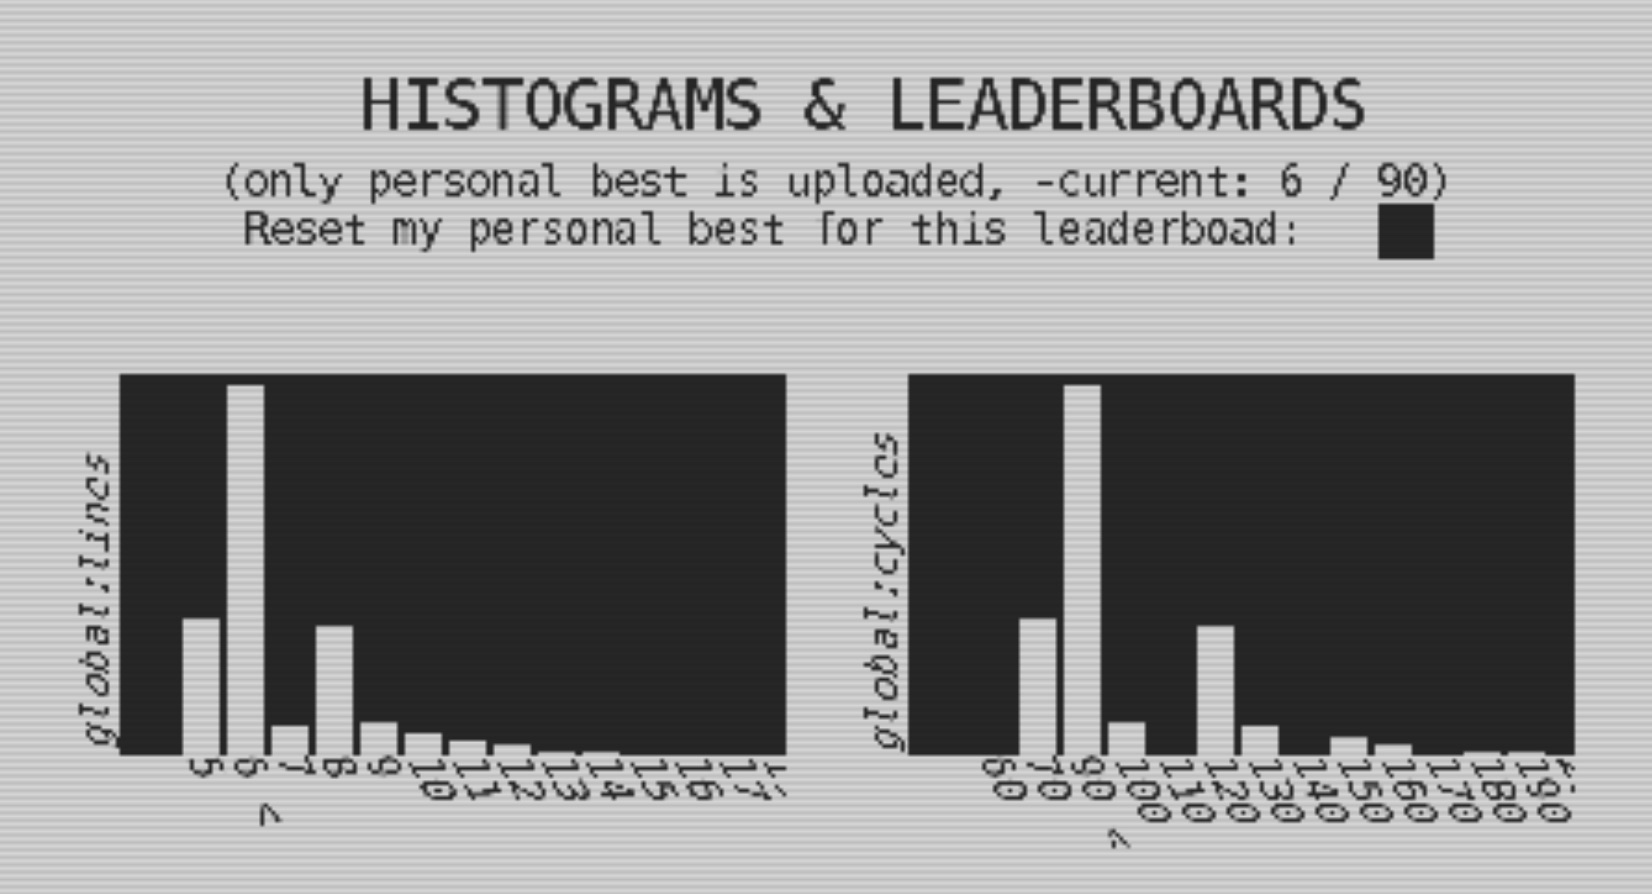 HISTOGRAMS & LEADERBOARDS
(only personal best is uploaded, -current: 6 / 90)
Reset my personal best for this leaderboad:
global:lines
5 6 7 8 9 10 11 12 13 14 15 16 17
^
global:cycles
60 70 90 100 110 120 130 140 150 160 170 180 190
^